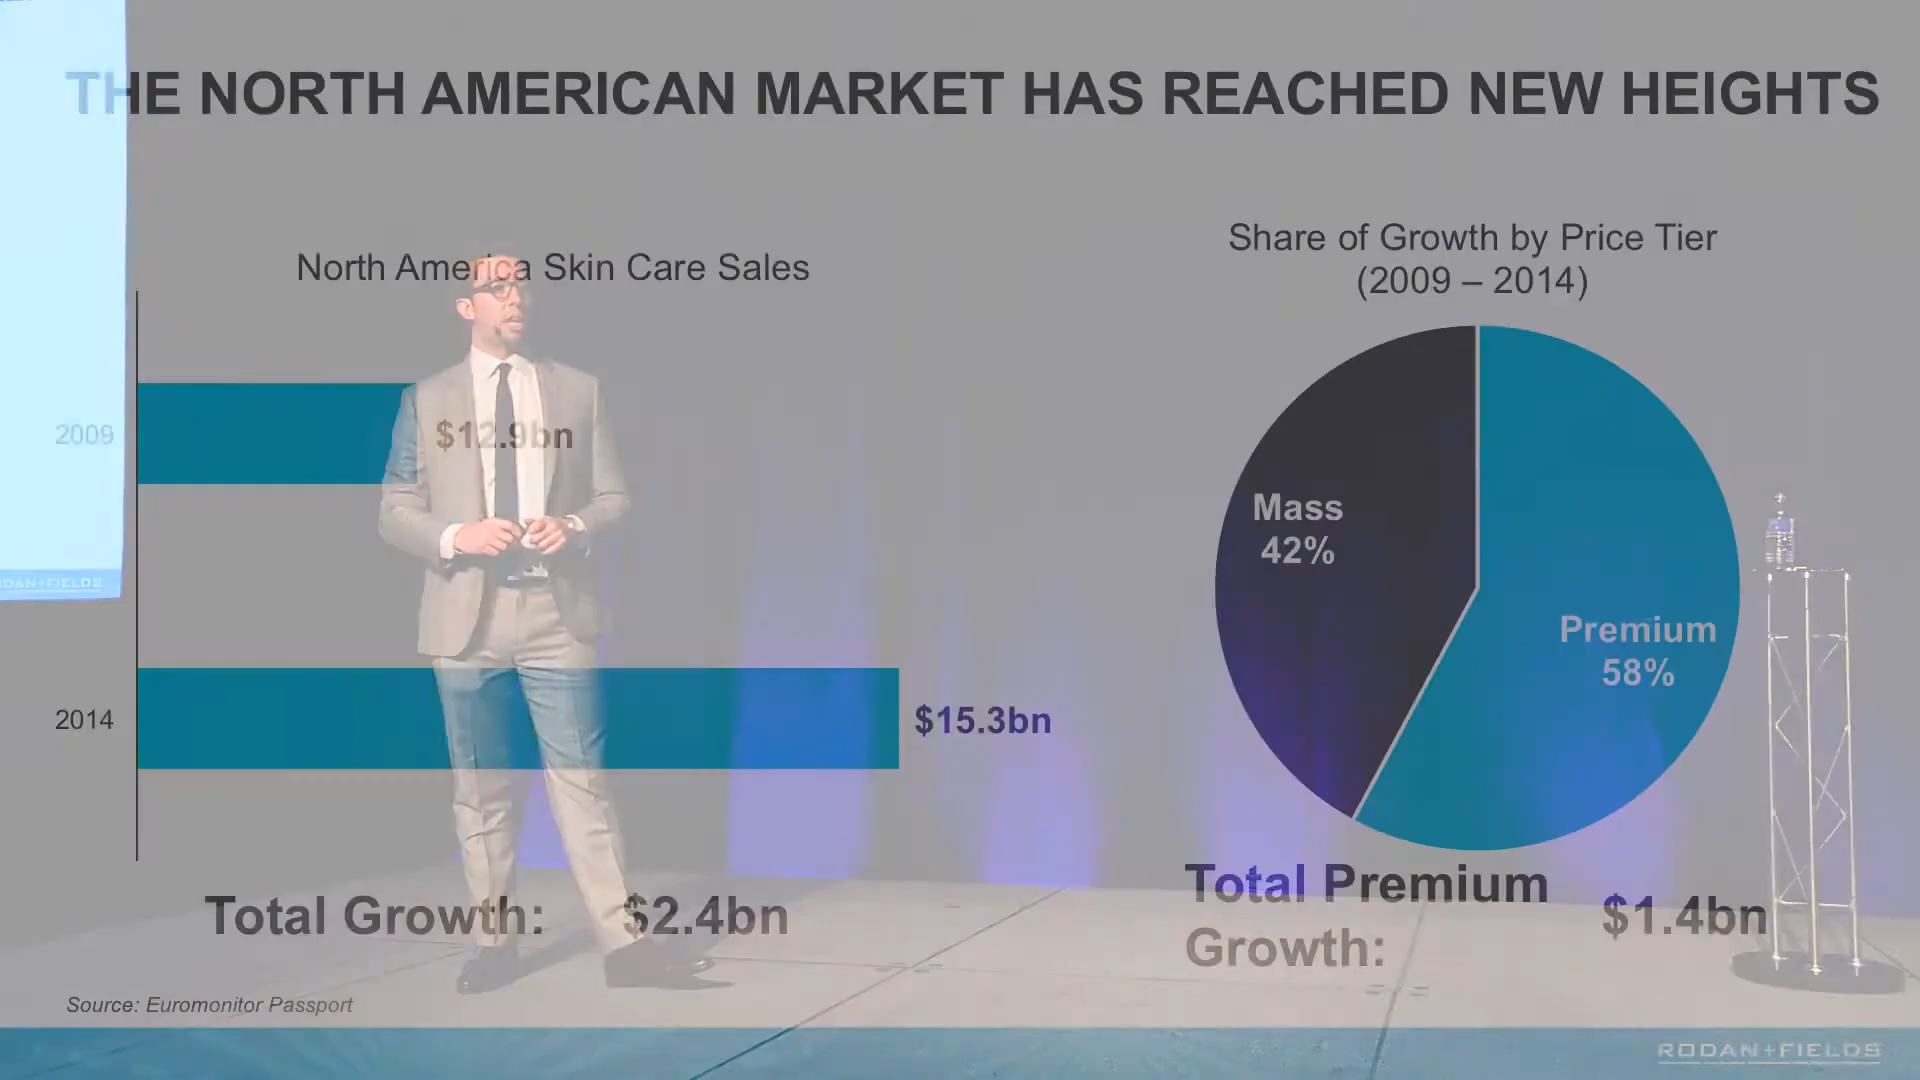 THE NORTH AMERICAN MARKET HAS REACHED NEW HEIGHTS
North America Skin Care Sales
2009
$12.9bn
2014
$15.3bn
Total Growth: $2.4bn
Share of Growth by Price Tier
(2009 – 2014)
Mass
42%
Premium
58%
Total Premium
Growth:
$1.4bn
Source: Euromonitor Passport
RODAN+FIELDS
DAN+FIELDS